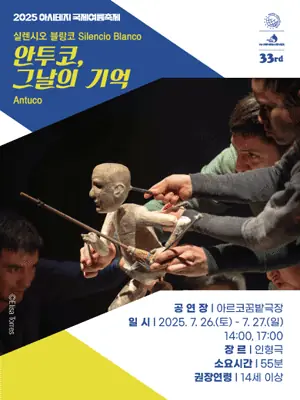 2025 아시테지 국제여름축제
33rd
실렌시오 블랑코 Silencio Blanco
안투코,
그날의 기억
Antuco
©Elisa Torres
공 연 장 | 아르코꿈밭극장
일 시 | 2025. 7.26.(토) - 7.27.(일)
14:00, 17:00
장 르 | 인형극
소요시간 | 55분
권장연령 | 14세 이상